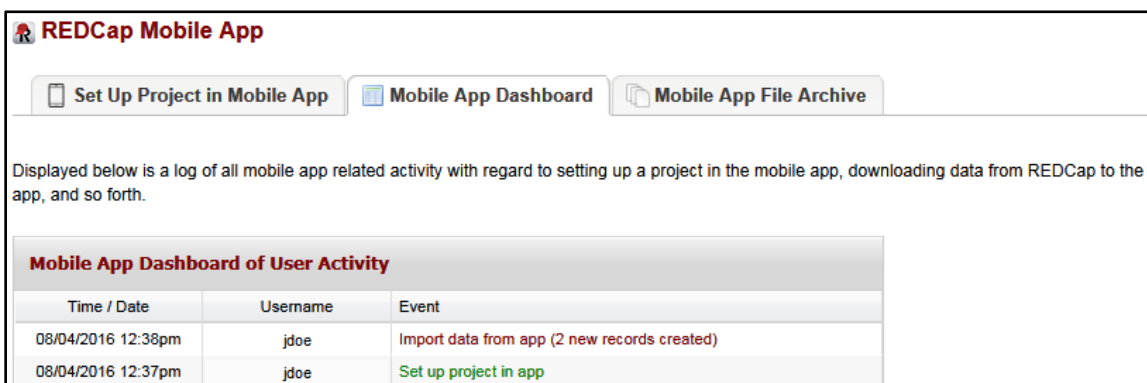 REDCap Mobile App
Set Up Project in Mobile App Mobile App Dashboard Mobile App File Archive
Displayed below is a log of all mobile app related activity with regard to setting up a project in the mobile app, downloading data from REDCap to the
app, and so forth.
Mobile App Dashboard of User Activity
Time / Date Username Event
08/04/2016 12:38pm jdoe Import data from app (2 new records created)
08/04/2016 12:37pm jdoe Set up project in app